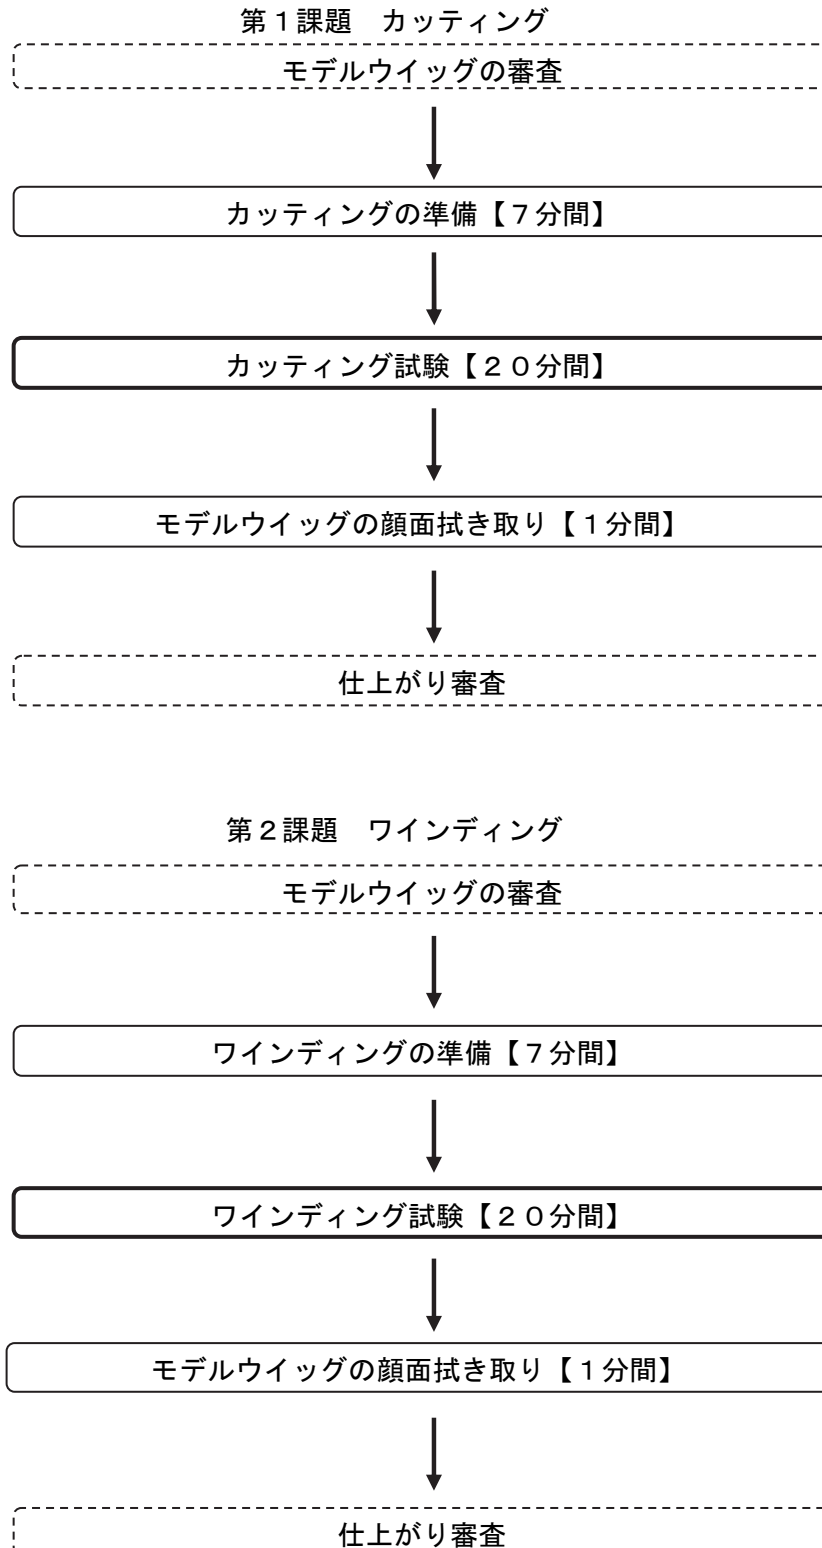 第１課題　カッティング
モデルウイッグの審査
カッティングの準備【７分間】
カッティング試験【２０分間】
モデルウイッグの顔面拭き取り【１分間】
仕上がり審査
第２課題　ワインディング
モデルウイッグの審査
ワインディングの準備【７分間】
ワインディング試験【２０分間】
モデルウイッグの顔面拭き取り【１分間】
仕上がり審査